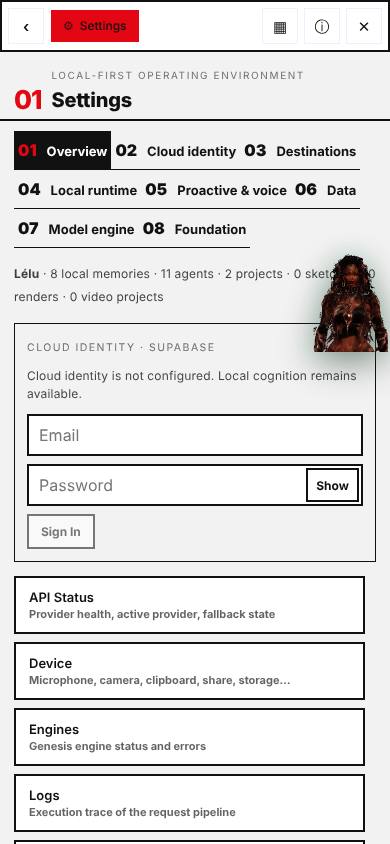 ‹ ⚙ Settings ▦ ⓘ ✕
LOCAL-FIRST OPERATING ENVIRONMENT
01 Settings
01 Overview 02 Cloud identity 03 Destinations
04 Local runtime 05 Proactive & voice 06 Data
07 Model engine 08 Foundation
Lélu · 8 local memories · 11 agents · 2 projects · 0
renders · 0 video projects
CLOUD IDENTITY · SUPABASE
Cloud identity is not configured. Local cognition remains
available.
Email
Password Show
Sign In
API Status
Provider health, active provider, fallback state
Device
Microphone, camera, clipboard, share, storage...
Engines
Genesis engine status and errors
Logs
Execution trace of the request pipeline